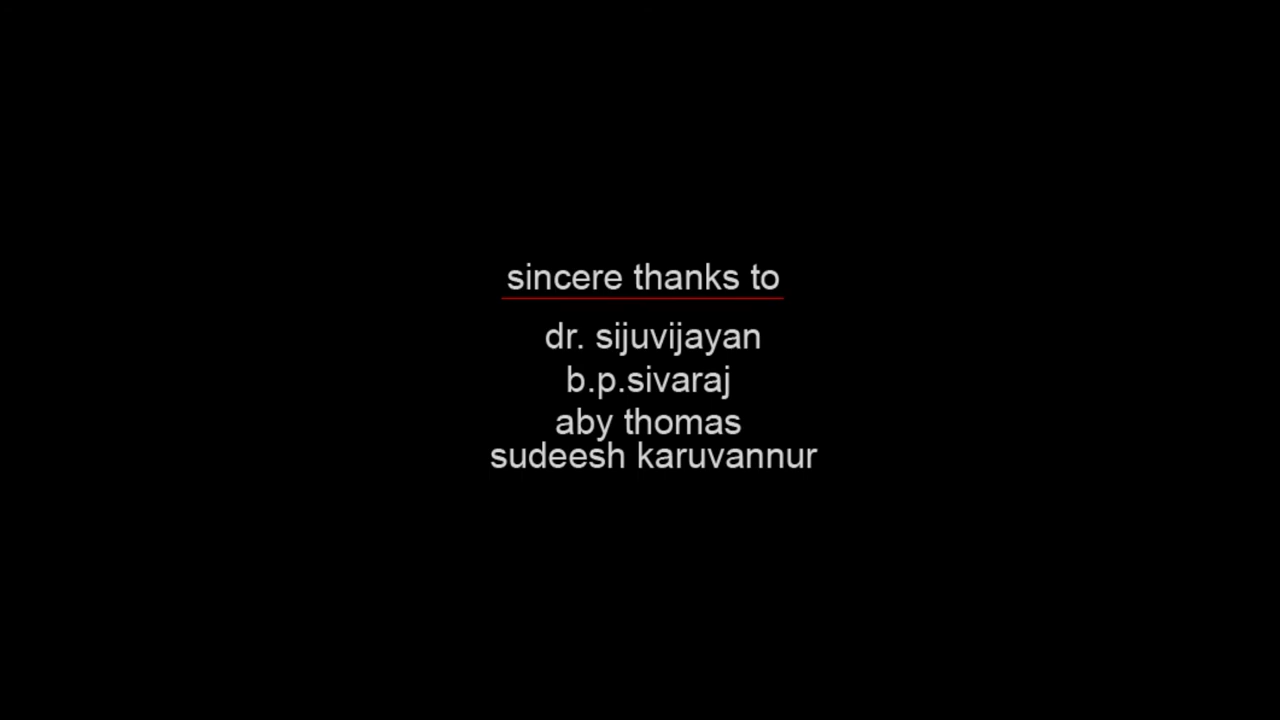 sincere thanks to
dr. sijuvijayan
b.p.sivaraj
aby thomas
sudeesh karuvannur